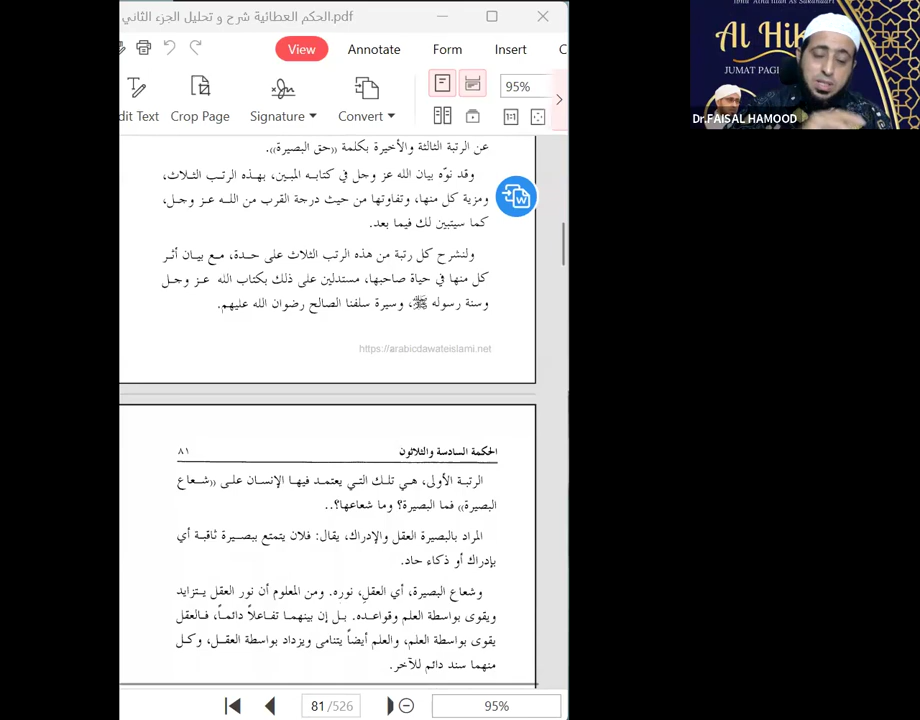 الحكم العطائية شرح و تحليل الجزء الثاني.pdf
View
Annotate
Form
Insert
95%
dit Text
Crop Page
Signature
Convert
عن الرتبة الثالثة والأخيرة بكلمة «حق البصيرة».
وقد نوّه بيان الله عز وجل في كتابه المبين، بهذه الرتب الثلاث،
ومزية كل منها، وتفاوتها من حيث درجة القرب من الله عز وجل،
كما سيتبين لك فيما بعد.
ولنشرح كل رتبة من هذه الرتب الثلاث على حدة، مع بيان أثر
كل منها في حياة صاحبها، مستدلين على ذلك بكتاب الله عز وجل
وسنة رسوله ﷺ، وسيرة سلفنا الصالح رضوان الله عليهم.
https://arabicdawateislami.net
الحكمة السادسة والثلاثون ٨١
الرتبة الأولى، هي تلك التي يعتمد فيها الإنسان على «شعاع
البصيرة» فما البصيرة؟ وما شعاعها؟..
المراد بالبصيرة العقل والإدراك، يقال: فلان يتمتع ببصيرة ثاقبة أي
بإدراك أو ذكاء حاد.
وشعاع البصيرة، أي العقل، نوره. ومن المعلوم أن نور العقل يتزايد
ويقوى بواسطة العلم وقواعده. بل إن بينهما تفاعلاً دائماً، فالعقل
يقوى بواسطة العلم، والعلم أيضاً يتنامى ويزداد بواسطة العقل، وكل
منهما سند دائم للآخر.
81 /526
95%
Al Hik
JUMAT PAGI
Dr.FAISAL HAMOOD